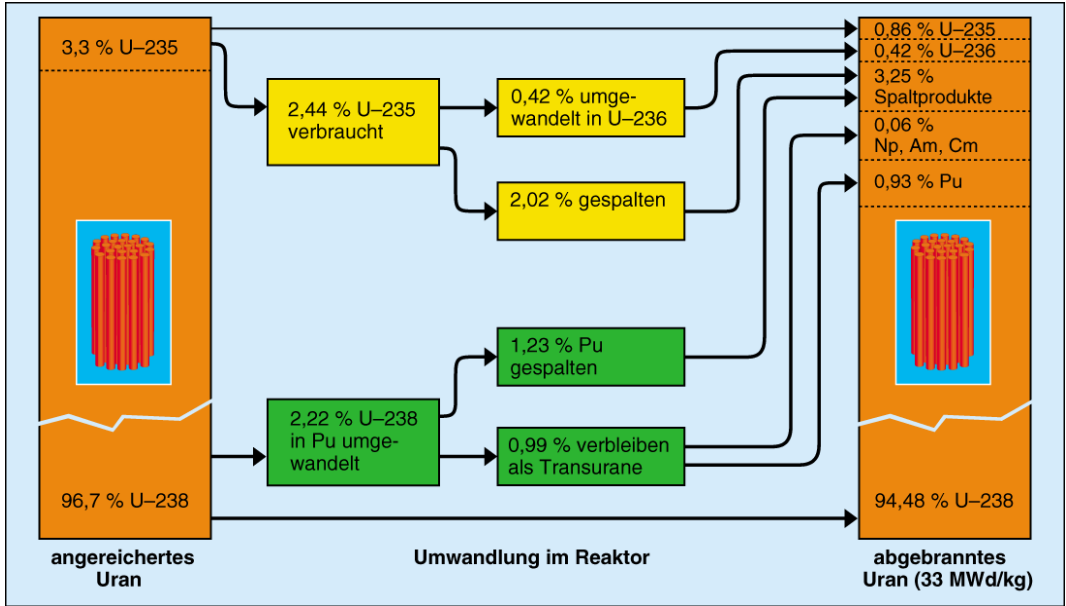 3,3 % U–235
96,7 % U–238
angereichertes
Uran
2,44 % U–235
verbraucht
0,42 % umge-
wandelt in U–236
2,02 % gespalten
2,22 % U–238
in Pu umge-
wandelt
1,23 % Pu
gespalten
0,99 % verbleiben
als Transurane
Umwandlung im Reaktor
0,86 % U–235
0,42 % U–236
3,25 %
Spaltprodukte
0,06 %
Np, Am, Cm
0,93 % Pu
94,48 % U–238
abgebranntes
Uran (33 MWd/kg)